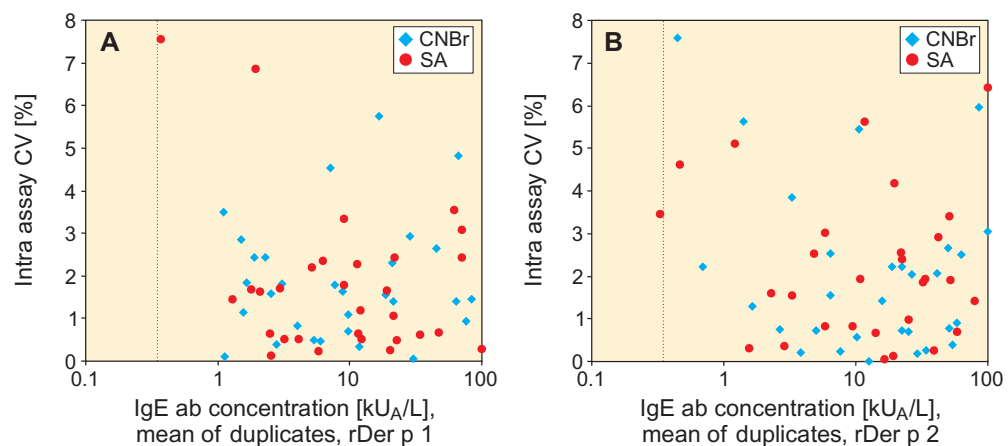 A
CNBr
SA
Intra assay CV [%]
8
7
6
5
4
3
2
1
0
0.1
1
10
100
IgE ab concentration [kUA/L],
mean of duplicates, rDer p 1
B
CNBr
SA
Intra assay CV [%]
8
7
6
5
4
3
2
1
0
0.1
1
10
100
IgE ab concentration [kUA/L],
mean of duplicates, rDer p 2